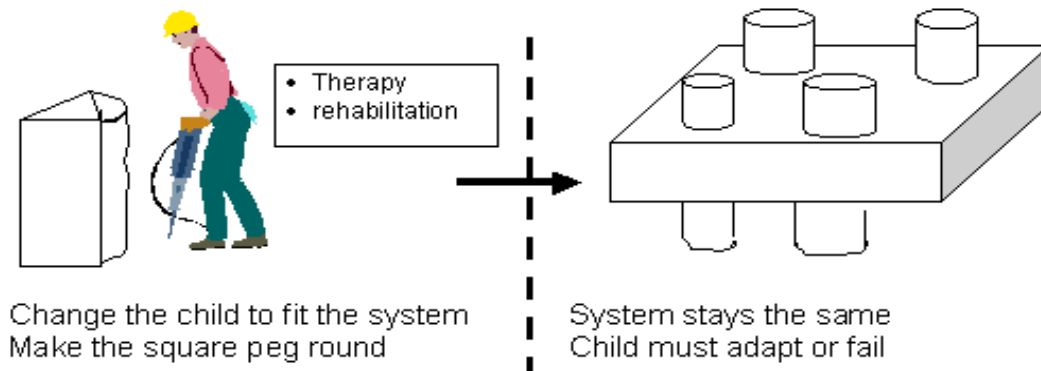 • Therapy
• rehabilitation
Change the child to fit the system
Make the square peg round
System stays the same
Child must adapt or fail